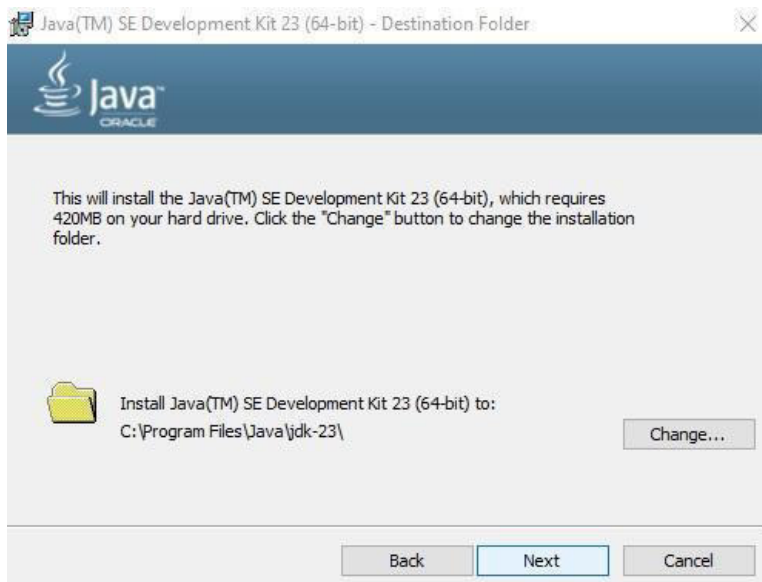 Java(TM) SE Development Kit 23 (64-bit) - Destination Folder
Java™
ORACLE
This will install the Java(TM) SE Development Kit 23 (64-bit), which requires
420MB on your hard drive. Click the "Change" button to change the installation
folder.
Install Java(TM) SE Development Kit 23 (64-bit) to:
C:\Program Files\Java\jdk-23\
Change...
Back
Next
Cancel